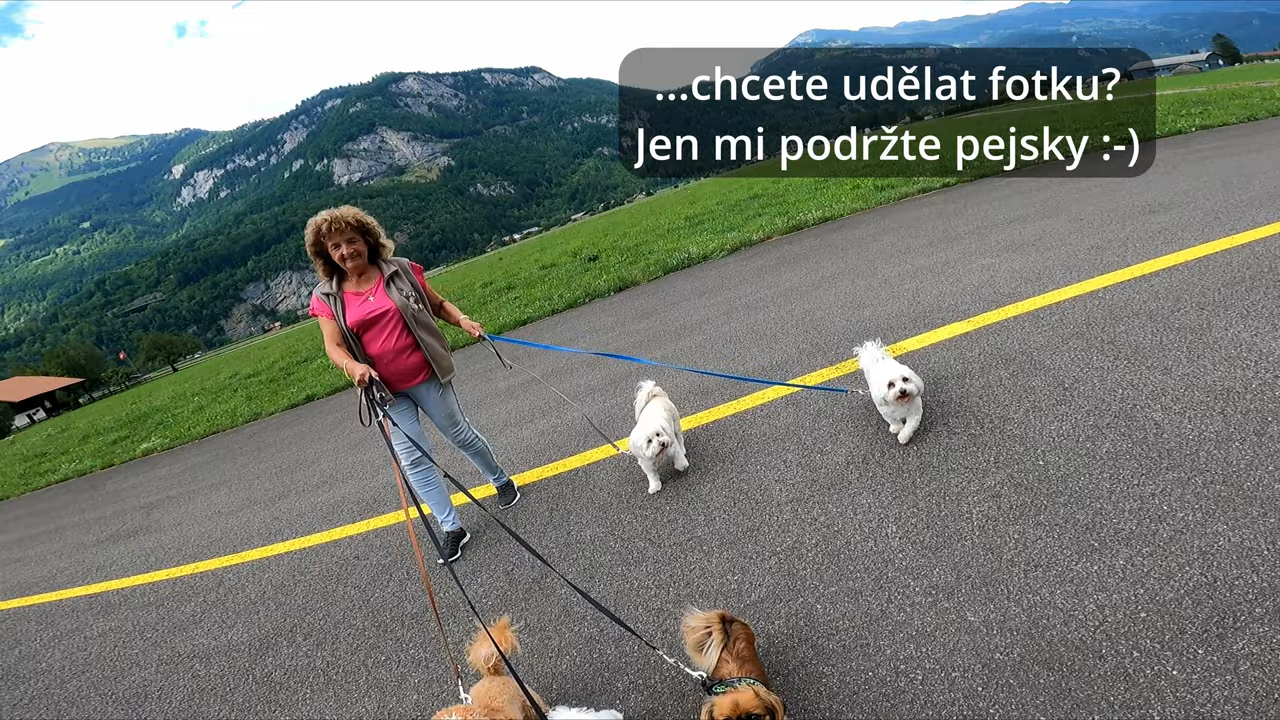 ...chcete udělat fotku?
Jen mi podržte pejsky :-)